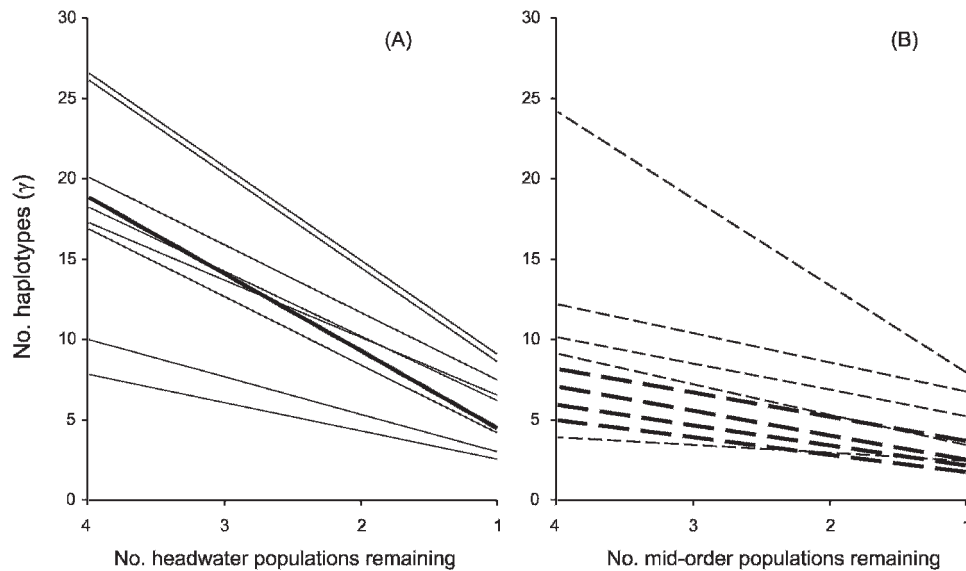 (A)
No. haplotypes (γ)
30
25
20
15
10
5
0
4 3 2 1
No. headwater populations remaining
(B)
30
25
20
15
10
5
0
4 3 2 1
No. mid-order populations remaining